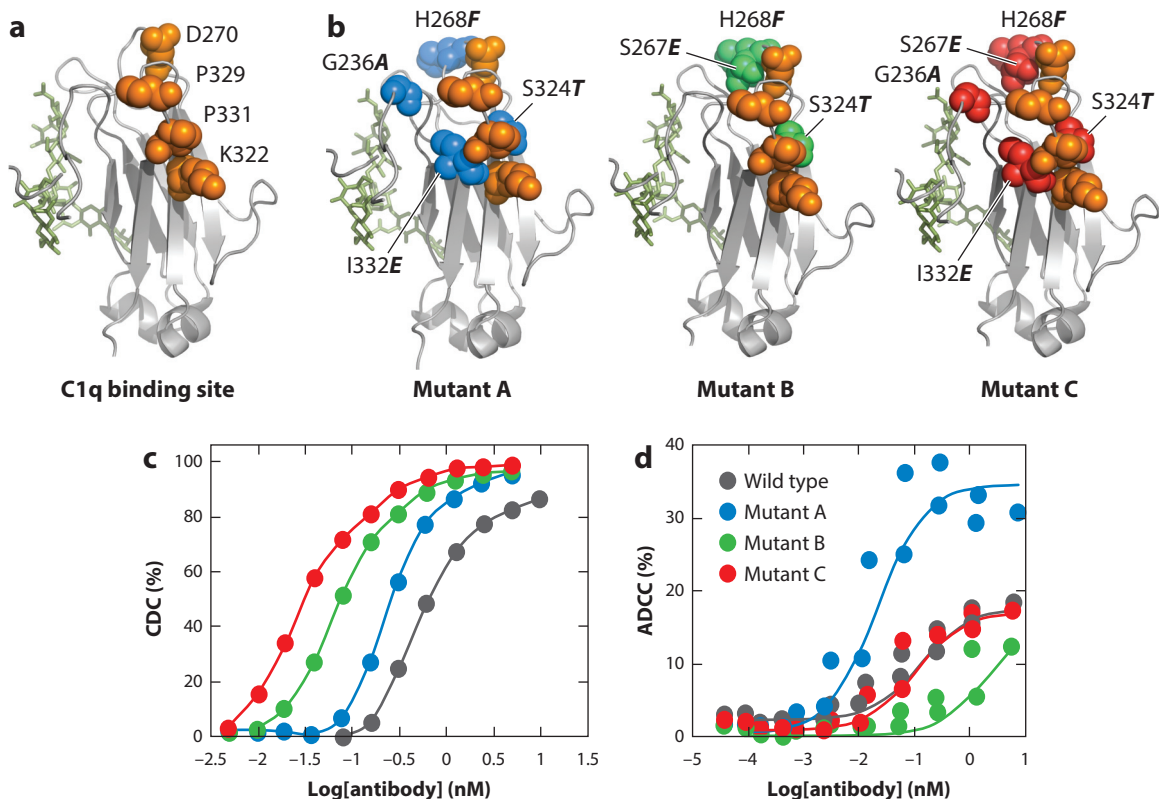 a
D270
P329
P331
K322
C1q binding site
b
H268F
G236A
S324T
I332E
Mutant A
H268F
S267E
S324T
Mutant B
H268F
S267E
G236A
S324T
I332E
Mutant C
c
CDC (%)
100
80
60
40
20
0
–2.5
–2
–1.5
–1
–0.5
0
0.5
1
1.5
Log[antibody] (nM)
d
ADCC (%)
40
30
20
10
0
–5
–4
–3
–2
–1
0
1
Log[antibody] (nM)
Wild type
Mutant A
Mutant B
Mutant C